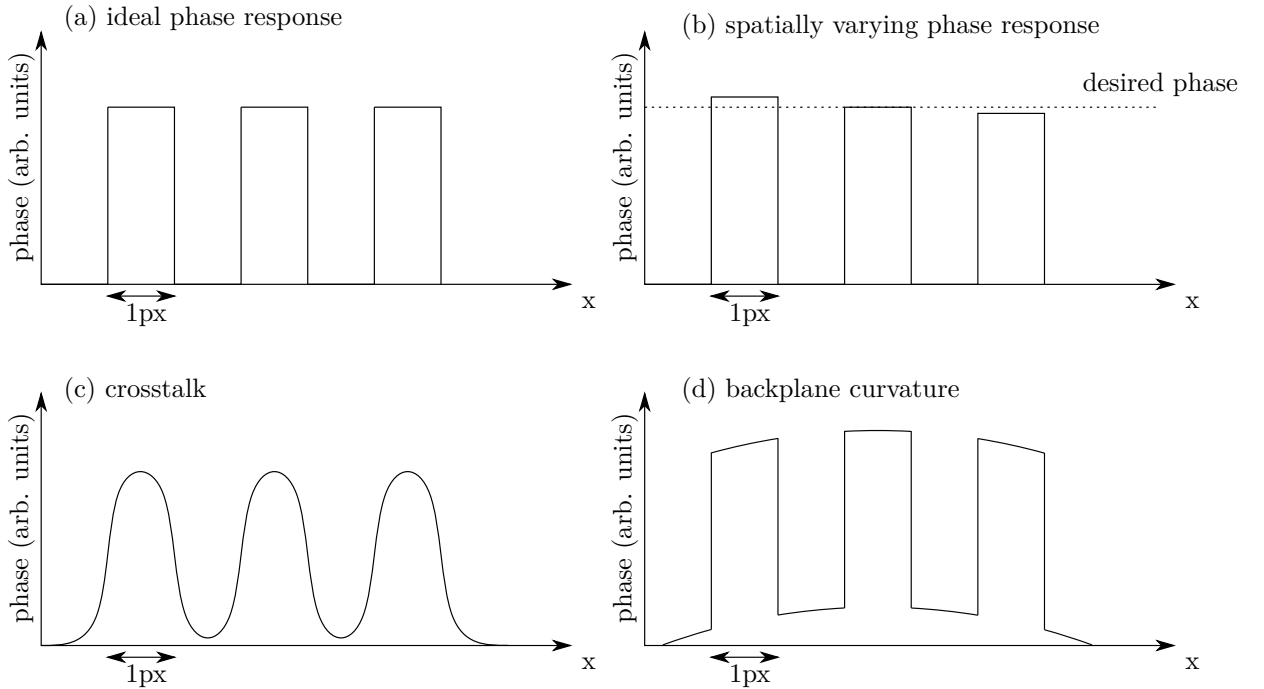 (a) ideal phase response
phase (arb. units)
1px
x
(b) spatially varying phase response
desired phase
phase (arb. units)
1px
x
(c) crosstalk
phase (arb. units)
1px
x
(d) backplane curvature
phase (arb. units)
1px
x